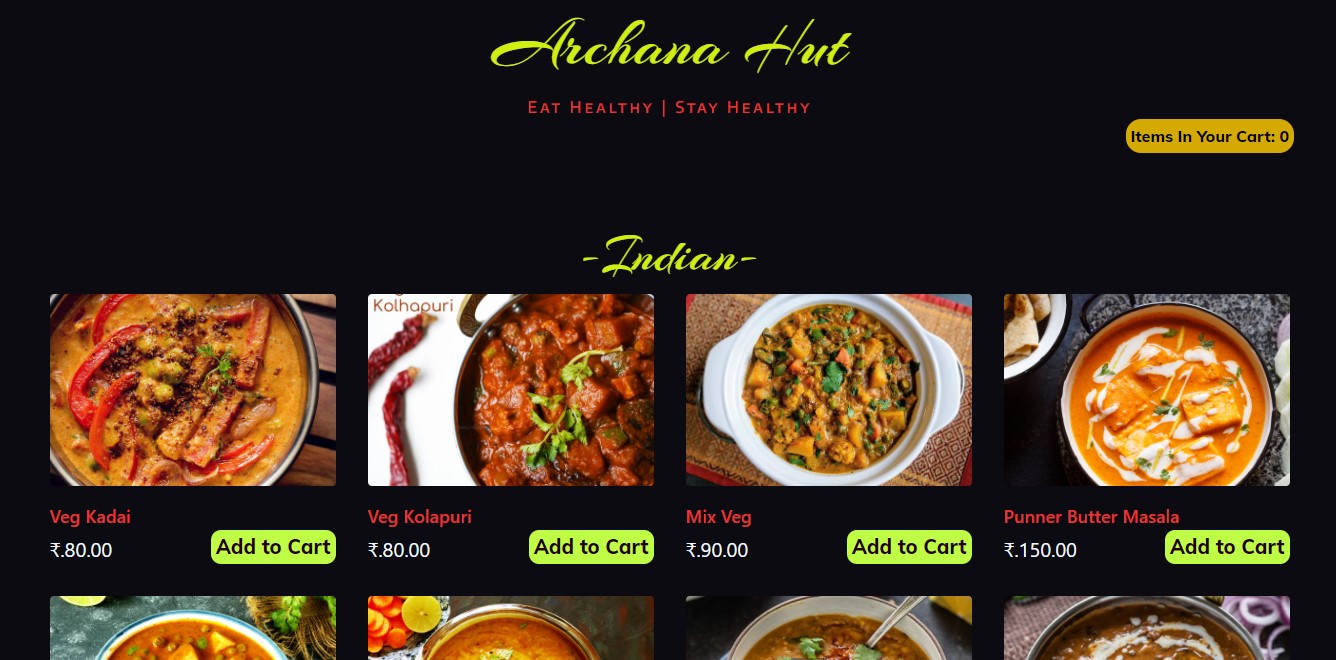 Archana Hut
Eat Healthy | Stay Healthy
Items In Your Cart: 0
-Indian-
Kolhapuri
Veg Kadai
Veg Kolapuri
Mix Veg
Punner Butter Masala
₹.80.00
Add to Cart
₹.80.00
Add to Cart
₹.90.00
Add to Cart
₹.150.00
Add to Cart